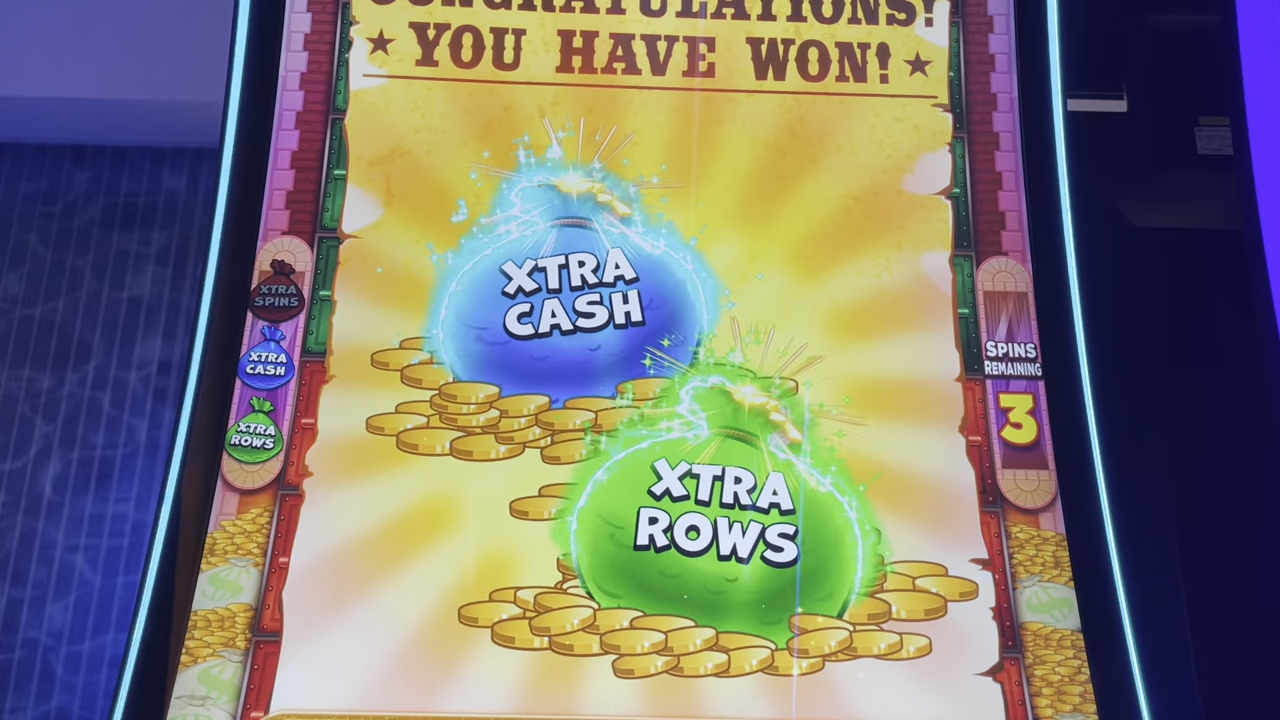 CONGRATULATIONS!
YOU HAVE WON!
XTRA
CASH
XTRA
ROWS
XTRA
SPINS
XTRA
CASH
XTRA
ROWS
SPINS
REMAINING
3